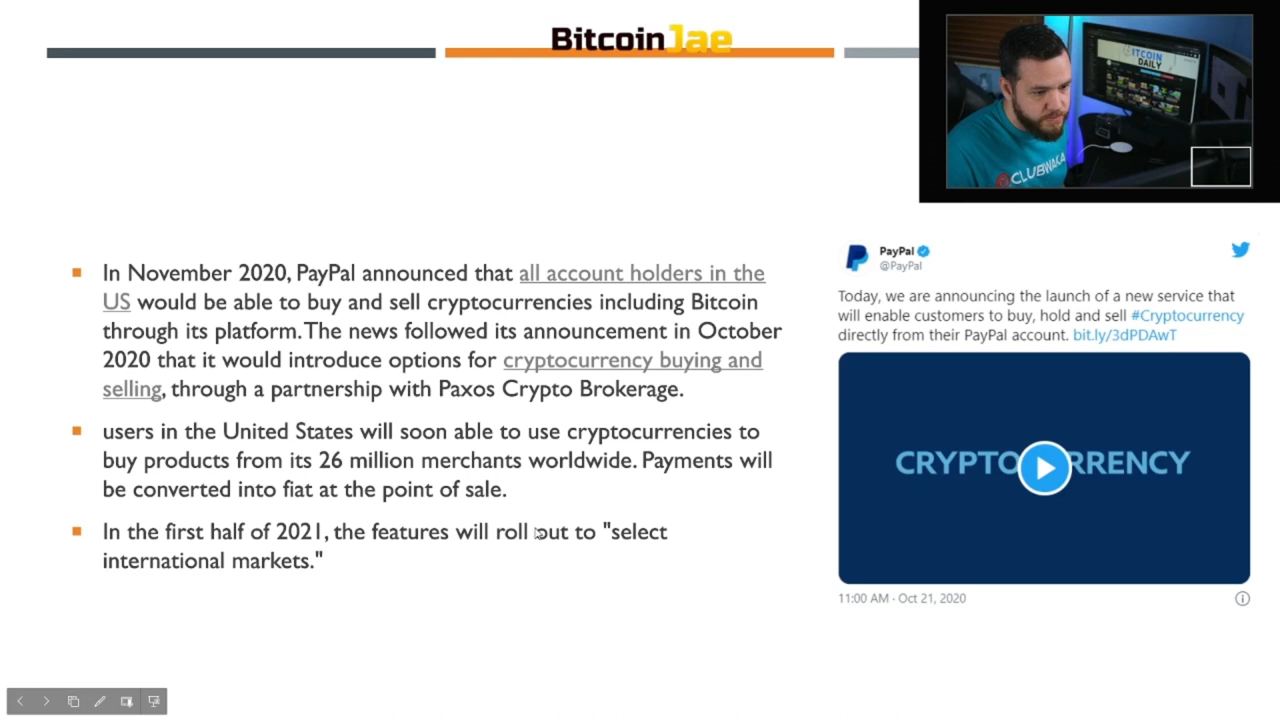 BitcoinJae
ITCOIN
DAILY
CLUBWAKA
In November 2020, PayPal announced that all account holders in the
US would be able to buy and sell cryptocurrencies including Bitcoin
through its platform. The news followed its announcement in October
2020 that it would introduce options for cryptocurrency buying and
selling, through a partnership with Paxos Crypto Brokerage.
users in the United States will soon able to use cryptocurrencies to
buy products from its 26 million merchants worldwide. Payments will
be converted into fiat at the point of sale.
In the first half of 2021, the features will roll out to "select
international markets."
PayPal
@PayPal
Today, we are announcing the launch of a new service that
will enable customers to buy, hold and sell #Cryptocurrency
directly from their PayPal account. bit.ly/3dPDAwT
CRYPTO RRENCY
11:00 AM · Oct 21, 2020